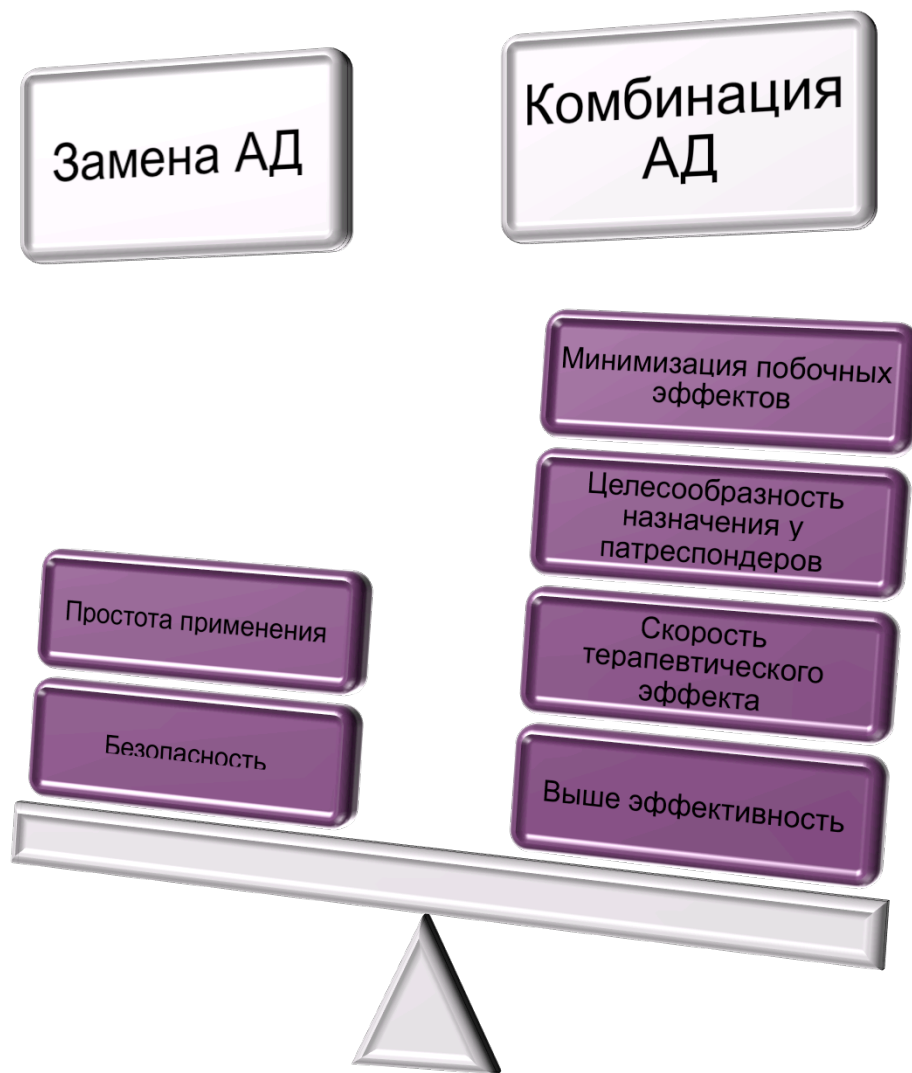 Замена АД
Комбинация
АД
Простота применения
Безопасность
Минимизация побочных
эффектов
Целесообразность
назначения у
патреспондеров
Скорость
терапевтического
эффекта
Выше эффективность